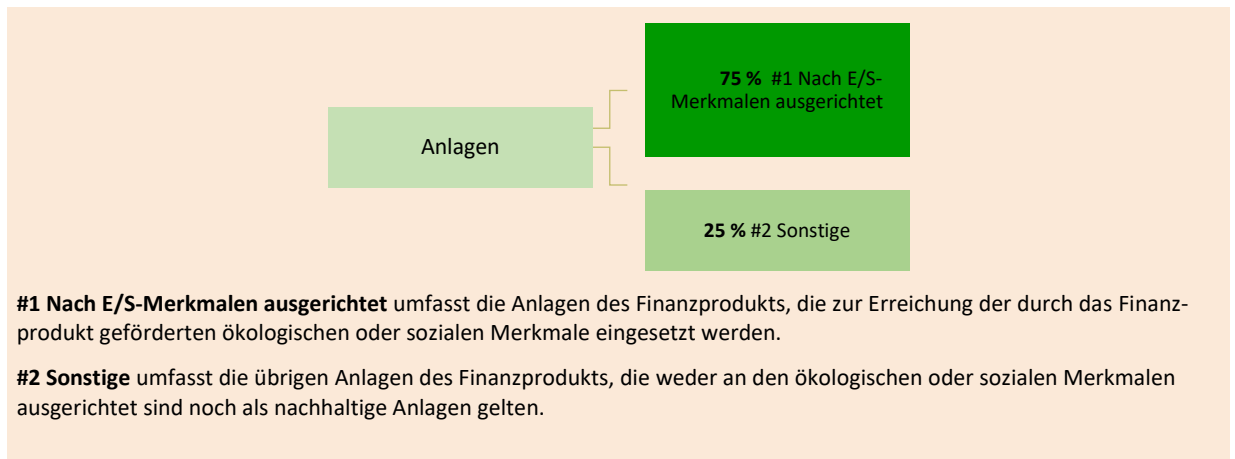 75 % #1 Nach E/S-
Merkmalen ausgerichtet
Anlagen
25 % #2 Sonstige
#1 Nach E/S-Merkmalen ausgerichtet umfasst die Anlagen des Finanzprodukts, die zur Erreichung der durch das Finanz-
produkt geförderten ökologischen oder sozialen Merkmale eingesetzt werden.
#2 Sonstige umfasst die übrigen Anlagen des Finanzprodukts, die weder an den ökologischen oder sozialen Merkmalen
ausgerichtet sind noch als nachhaltige Anlagen gelten.